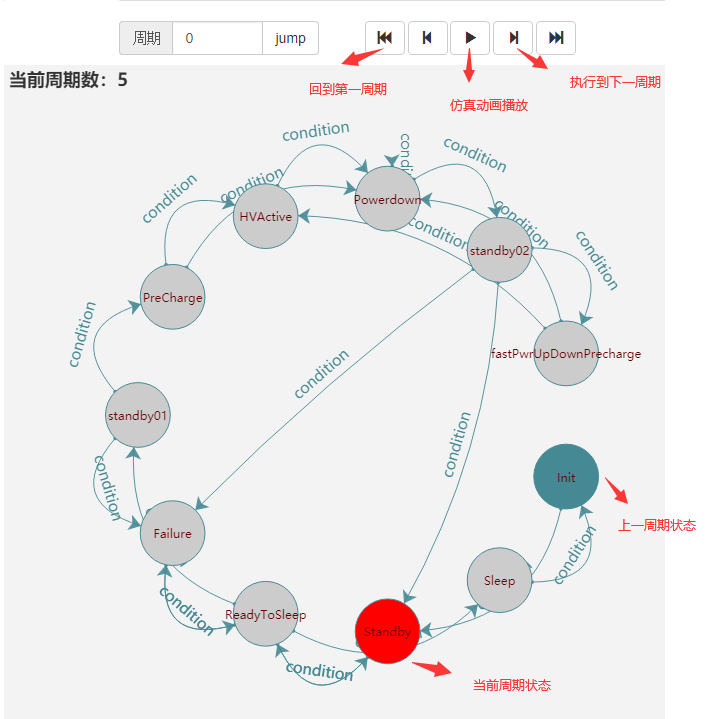 周期 0 jump
回到第一周期
仿真动画播放
执行到下一周期
当前周期数：5
condition
condi
condition
condition
condition
Powerdown
HVActive
condition
condition
condition
standby02
condition
PreCharge
condition
fastPwrUpDownPrecharge
condition
standby01
condition
condition
Init
上一周期状态
Failure
condition
Sleep
condition
ReadyToSleep
Standby
condition
当前周期状态